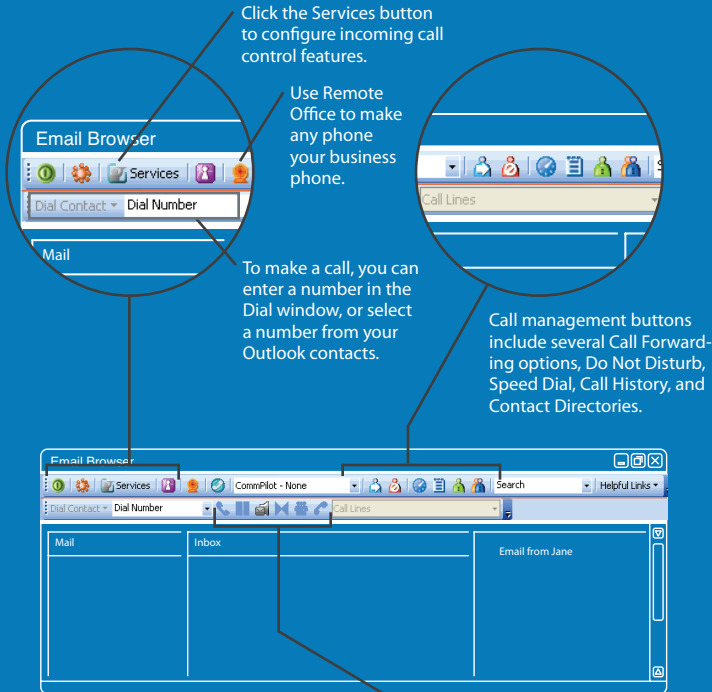 Click the Services button
to configure incoming call
control features.
Use Remote
Office to make
any phone
your business
phone.
Email Browser
Services
Dial Contact
Dial Number
Mail
Call Lines
To make a call, you can
enter a number in the
Dial window, or select
a number from your
Outlook contacts.
Call management buttons
include several Call Forward-
ing options, Do Not Disturb,
Speed Dial, Call History, and
Contact Directories.
Email Browser
Services
CommPilot - None
Search
Helpful Links
Dial Contact
Dial Number
Call Lines
Mail
Inbox
Email from Jane